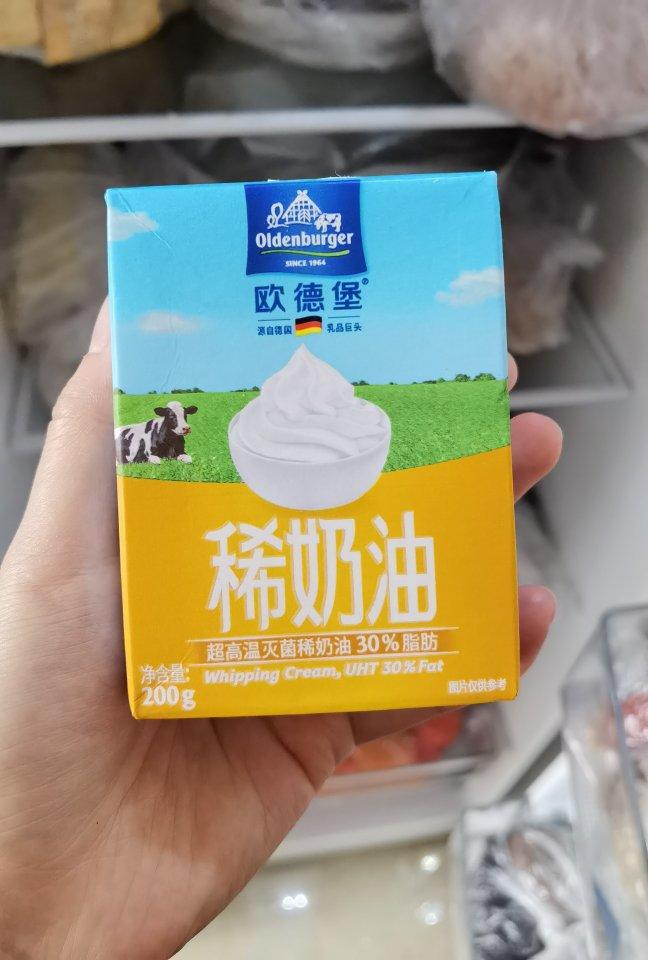 Oldenburger
SINCE 1964
欧德堡®
源自德国 乳品巨头
稀奶油
超高温灭菌稀奶油 30%脂肪
Whipping Cream, UHT 30% Fat
净含量:
200g
图片仅供参考